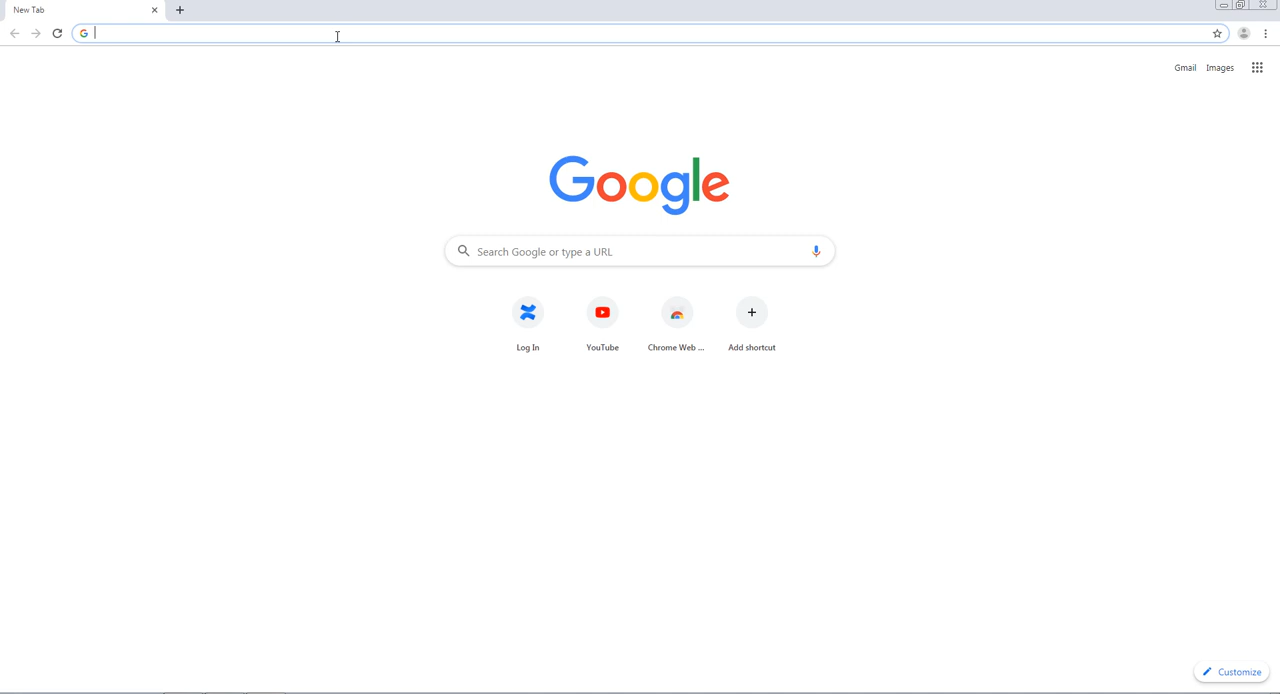 New Tab
Gmail Images
Google
Search Google or type a URL
Log In YouTube Chrome Web ... Add shortcut
Customize